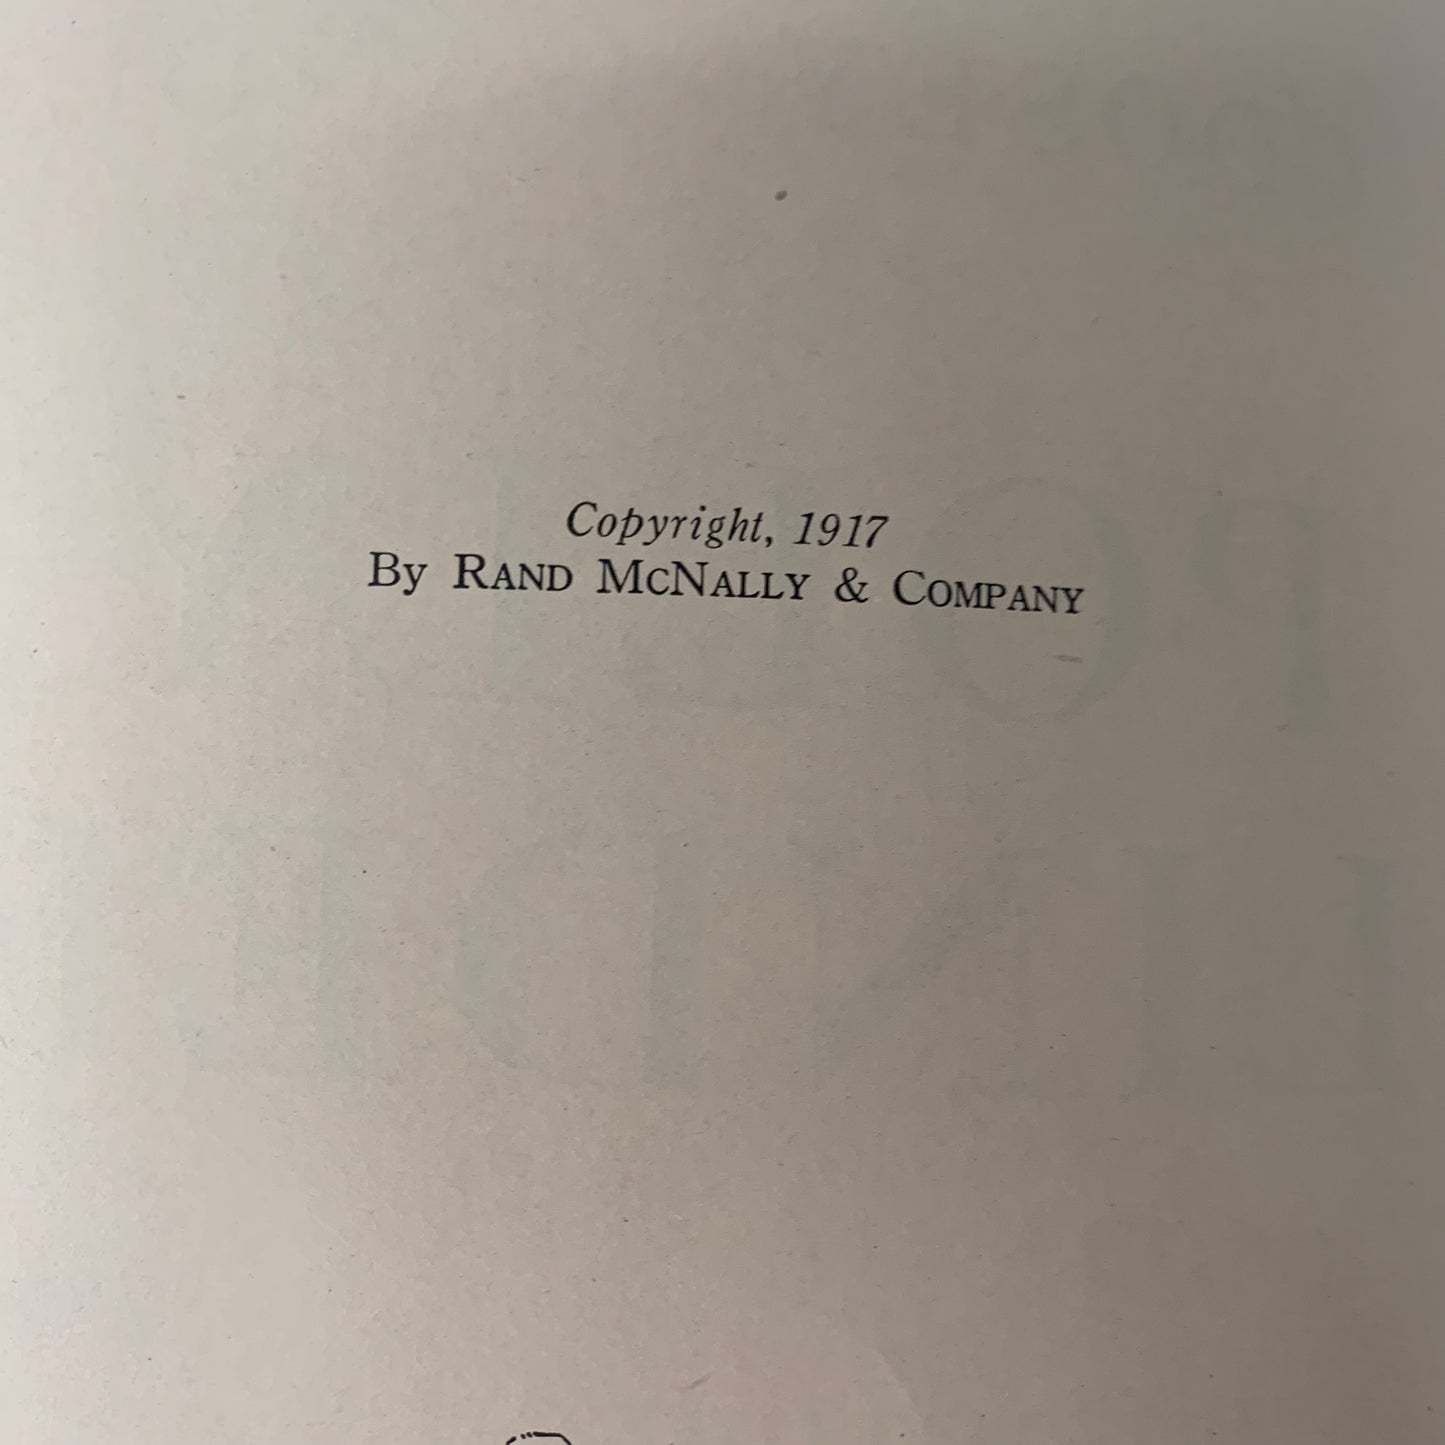 Copyright, 1917
By RAND MCNALLY & COMPANY